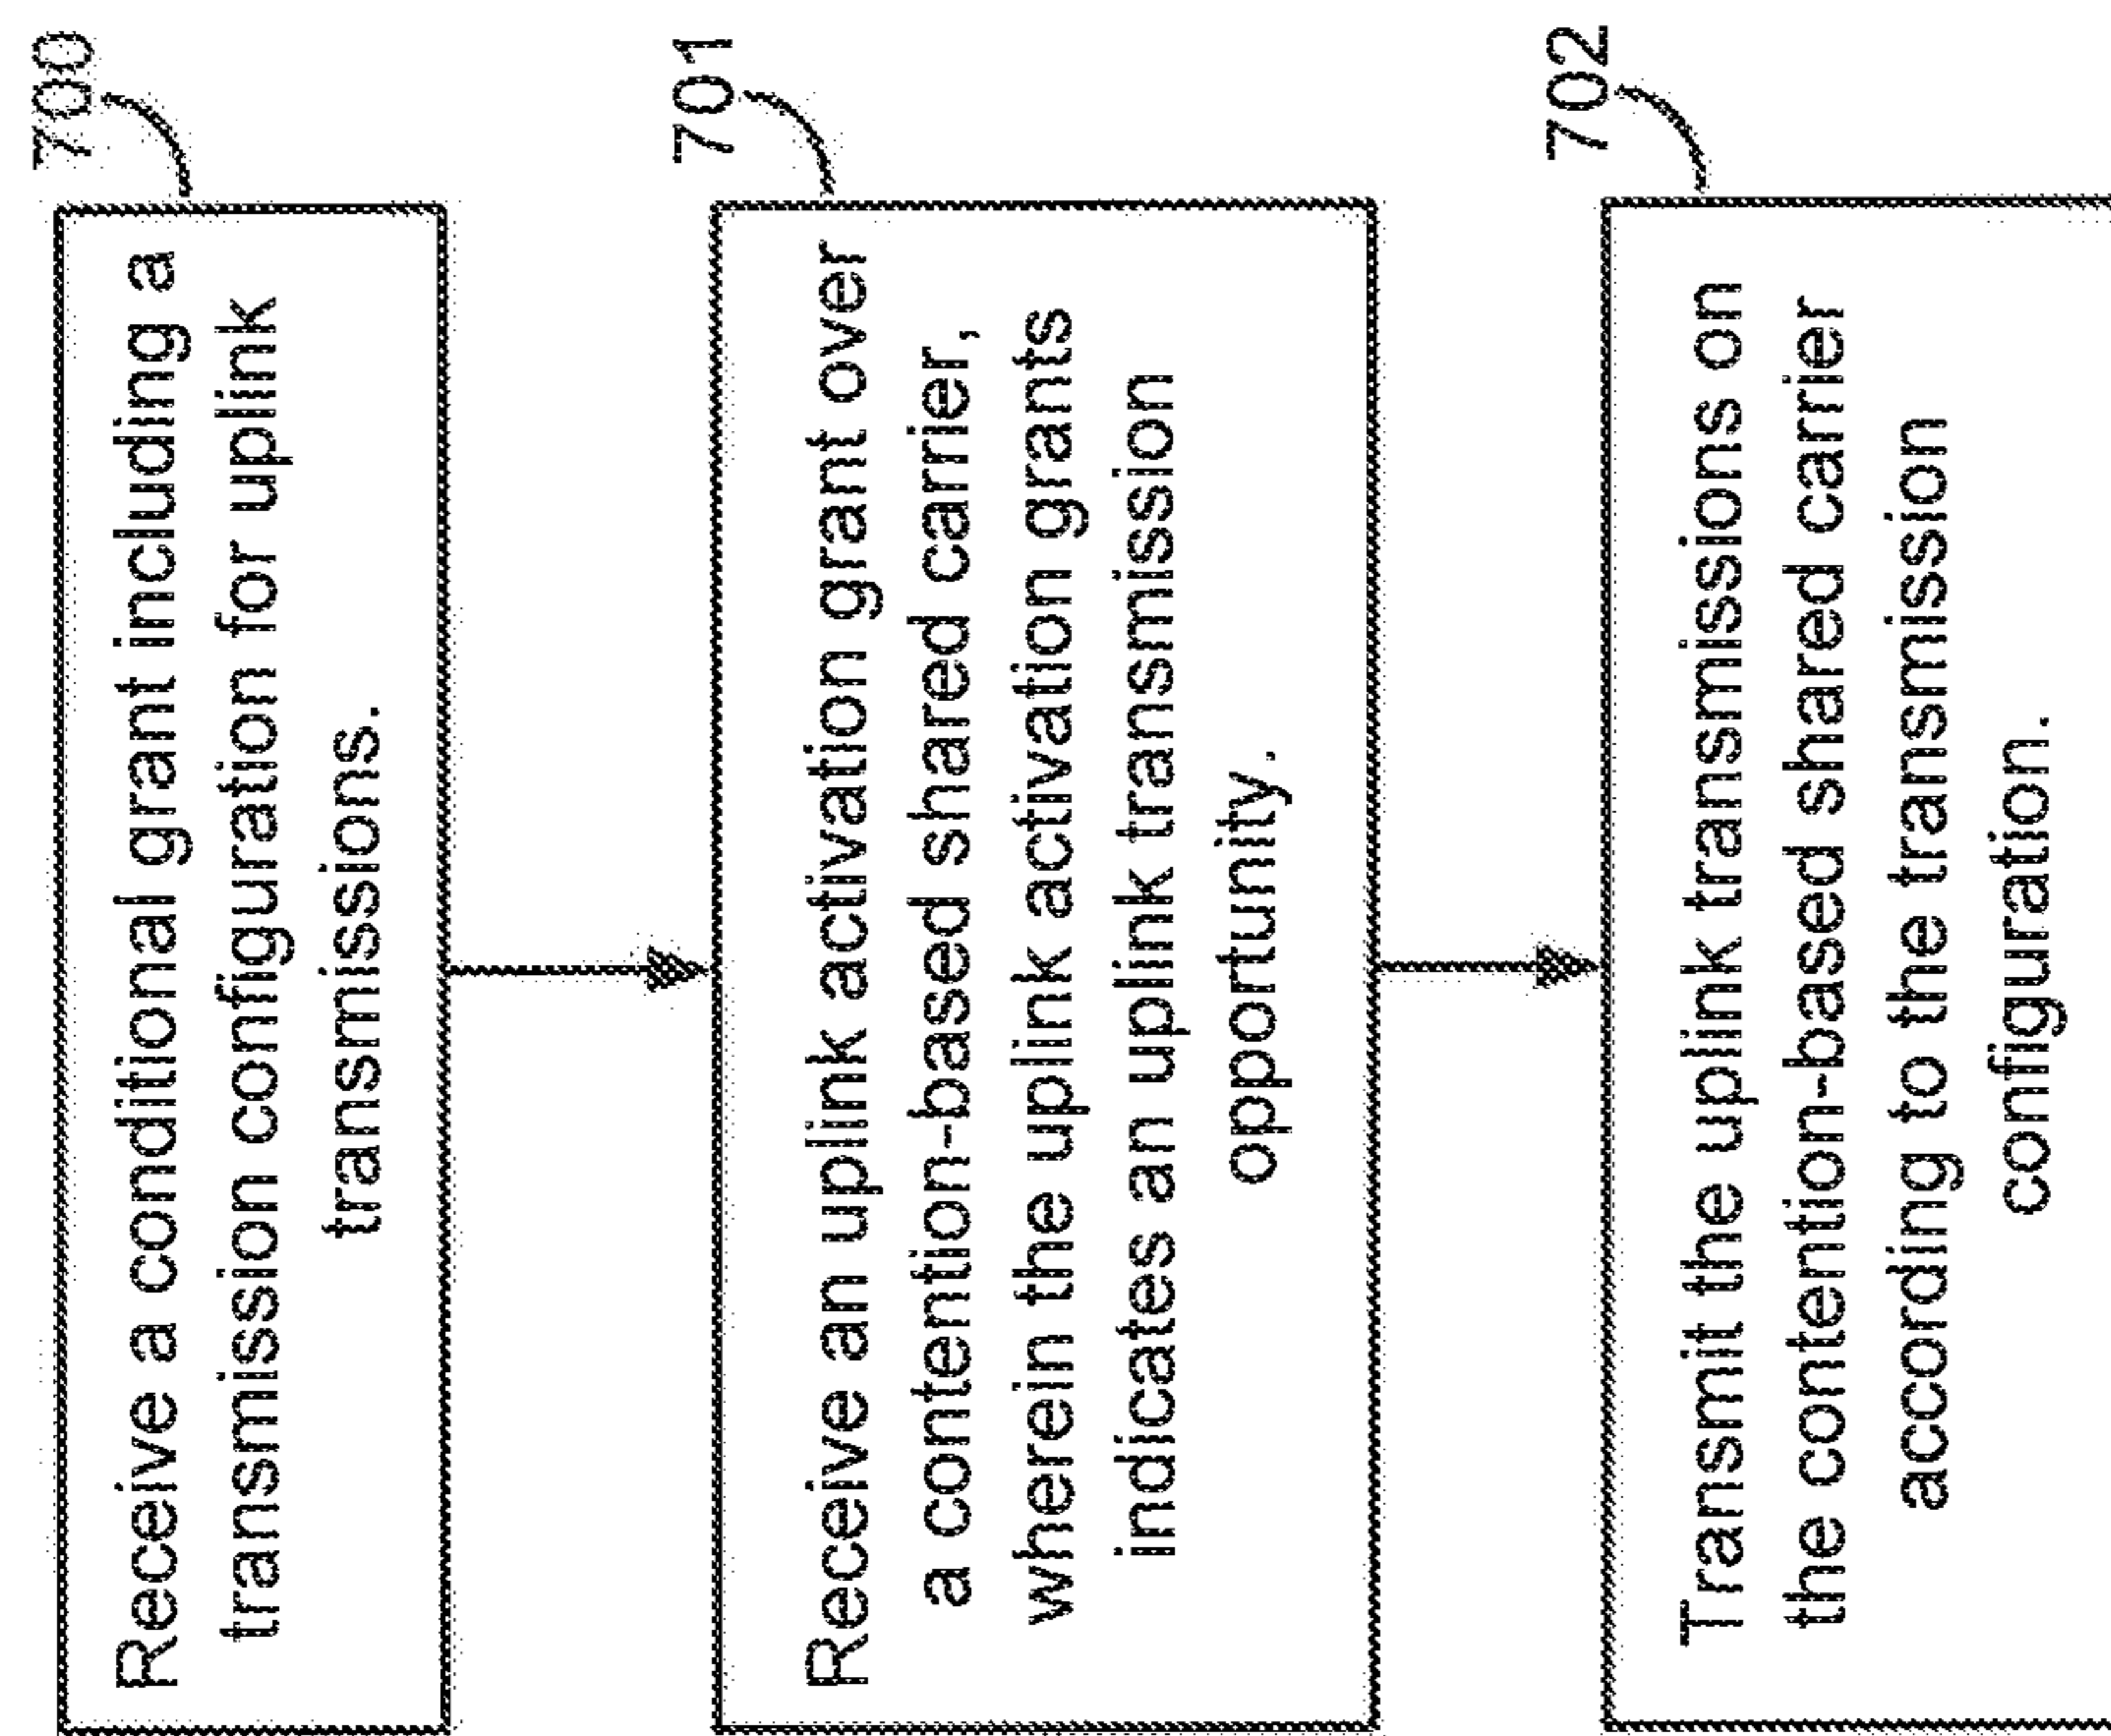 700
Receive a conditional grant including a
transmission configuration for uplink
transmissions.
701
Receive an uplink activation grant over
a contention-based shared carrier,
wherein the uplink activation grants
indicates an uplink transmission
opportunity.
702
Transmit the uplink transmissions on
the contention-based shared carrier
according to the transmission
configuration.